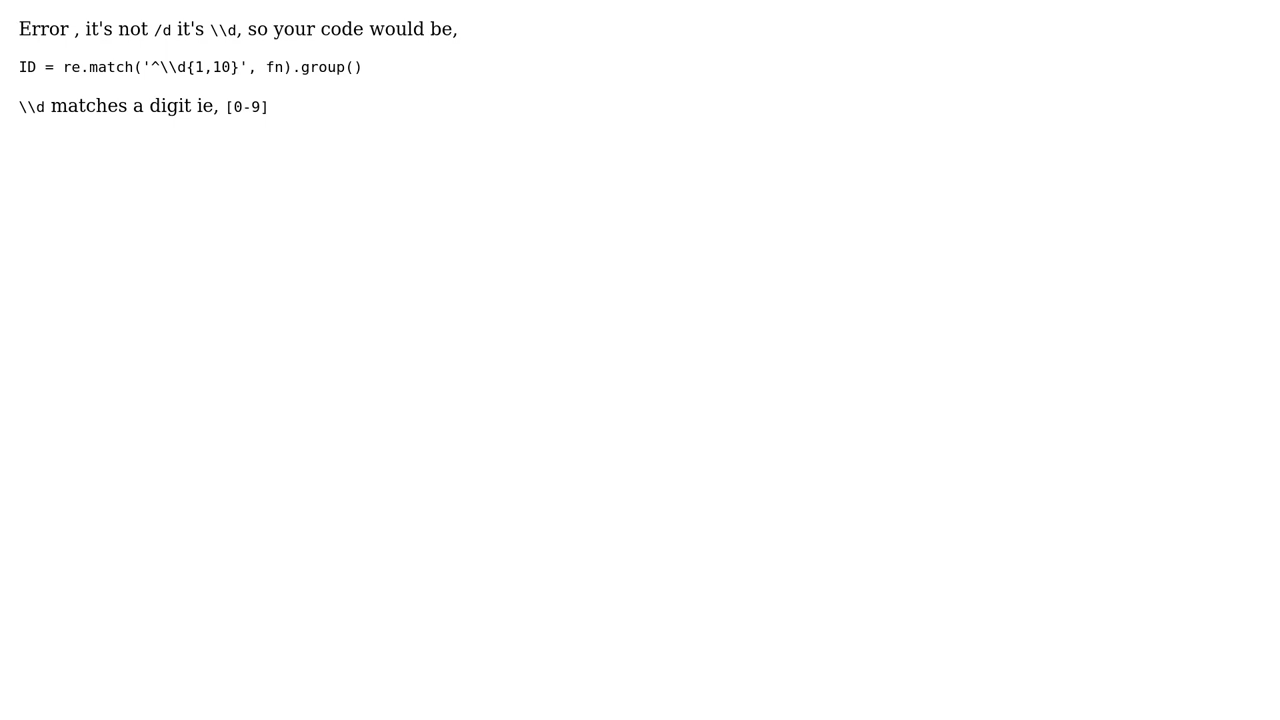 Error , it's not /d it's \\d, so your code would be,
ID = re.match('^\\d{1,10}', fn).group()
\\d matches a digit ie, [0-9]